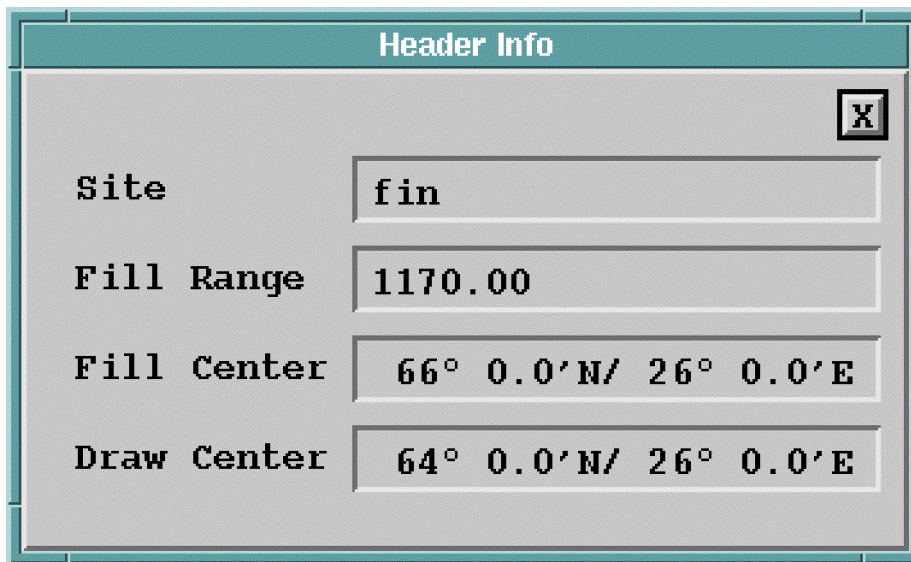 Header Info
X
Site fin
Fill Range 1170.00
Fill Center 66° 0.0'N/ 26° 0.0'E
Draw Center 64° 0.0'N/ 26° 0.0'E